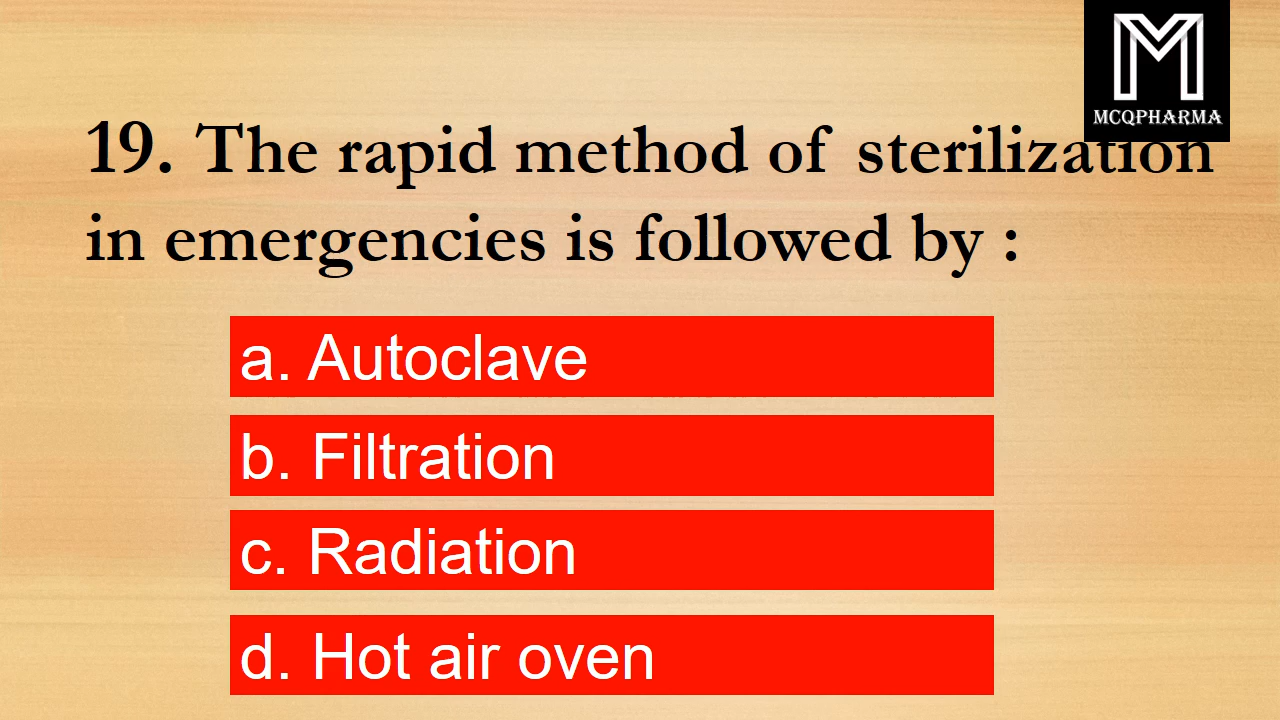 M
MCQPHARMA
19. The rapid method of sterilization
in emergencies is followed by :
a. Autoclave
b. Filtration
c. Radiation
d. Hot air oven